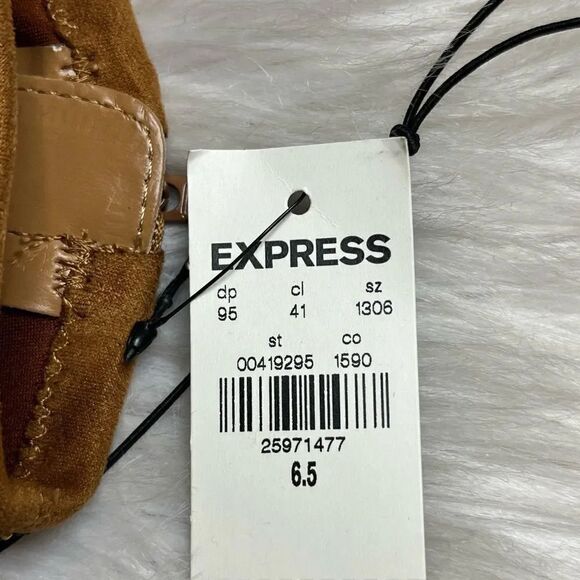 EXPRESS
dp cl sz
95 41 1306
st co
00419295 1590
25971477
6.5